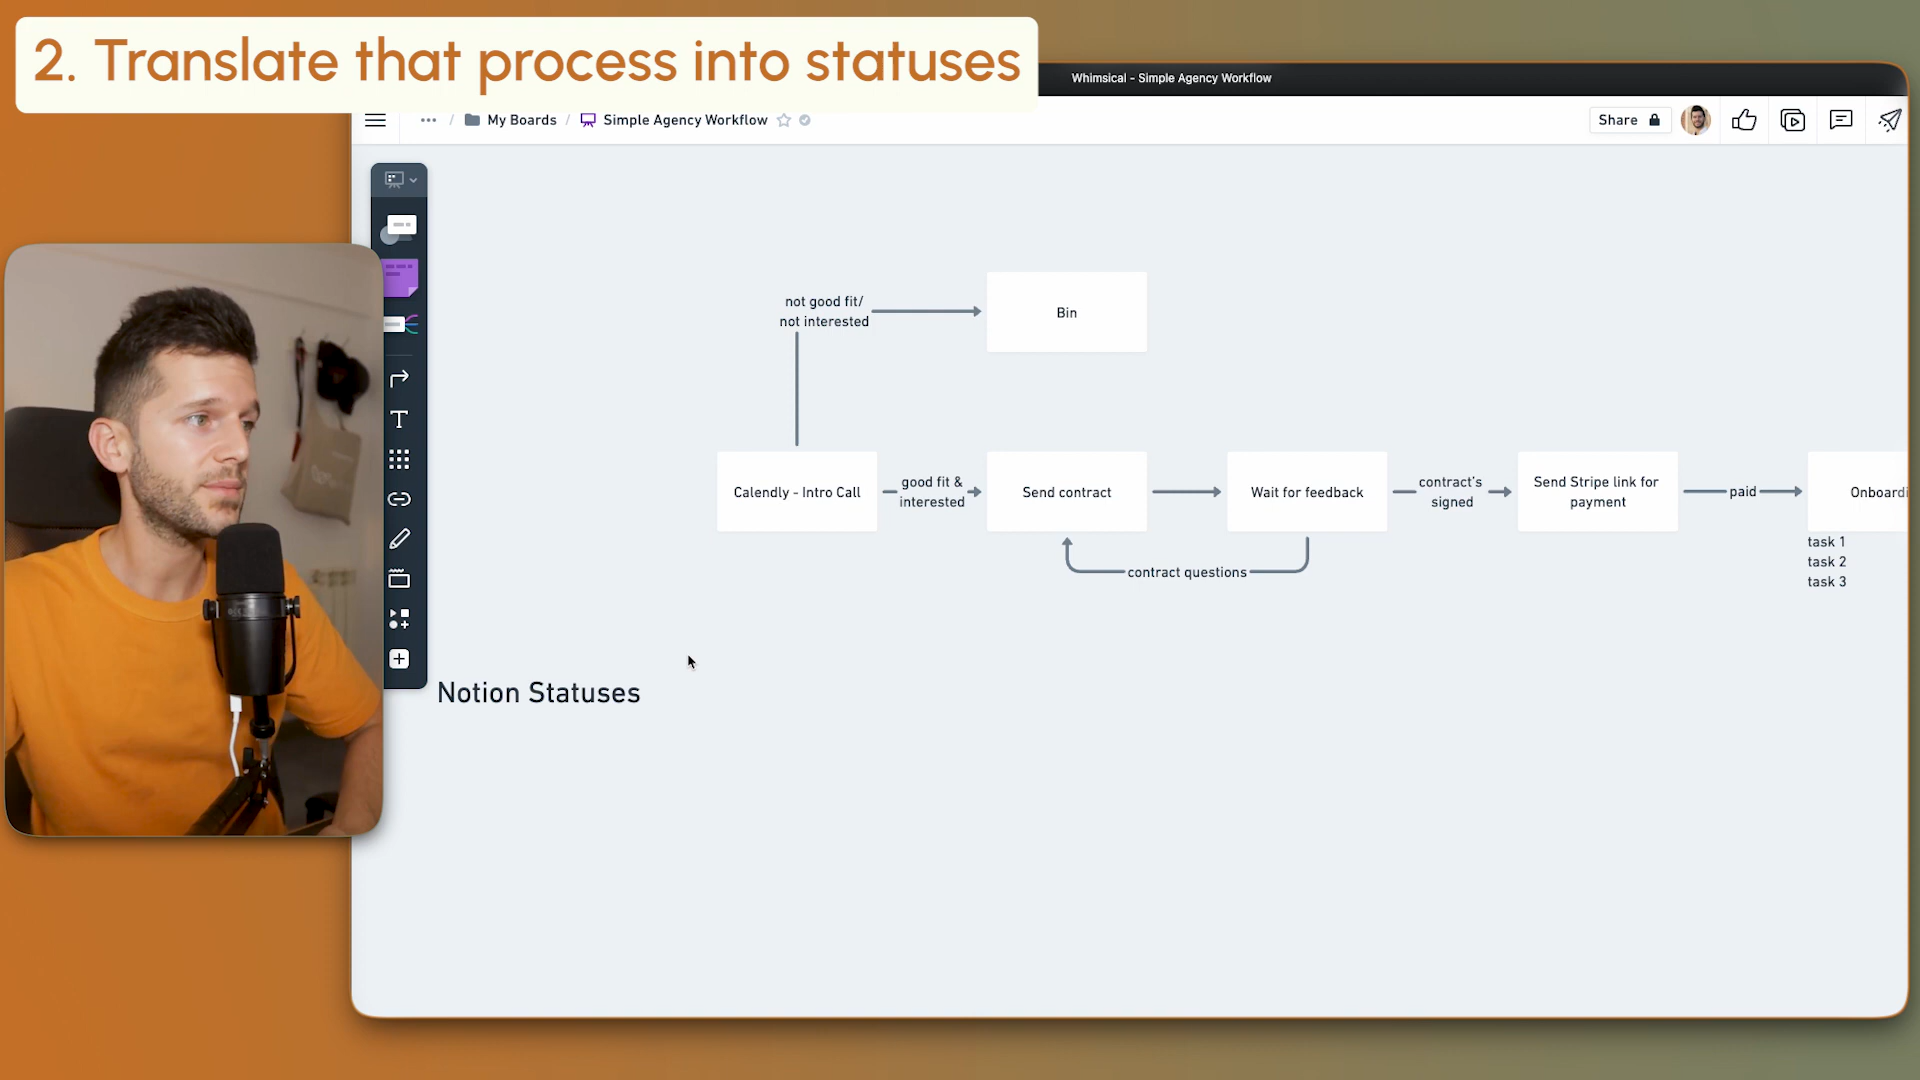 2. Translate that process into statuses
Whimsical - Simple Agency Workflow
... / My Boards / Simple Agency Workflow
Share
not good fit/
not interested
Bin
Calendly - Intro Call
good fit &
interested
Send contract
Wait for feedback
contract's
signed
Send Stripe link for
payment
paid
Onboardi
task 1
task 2
task 3
contract questions
Notion Statuses